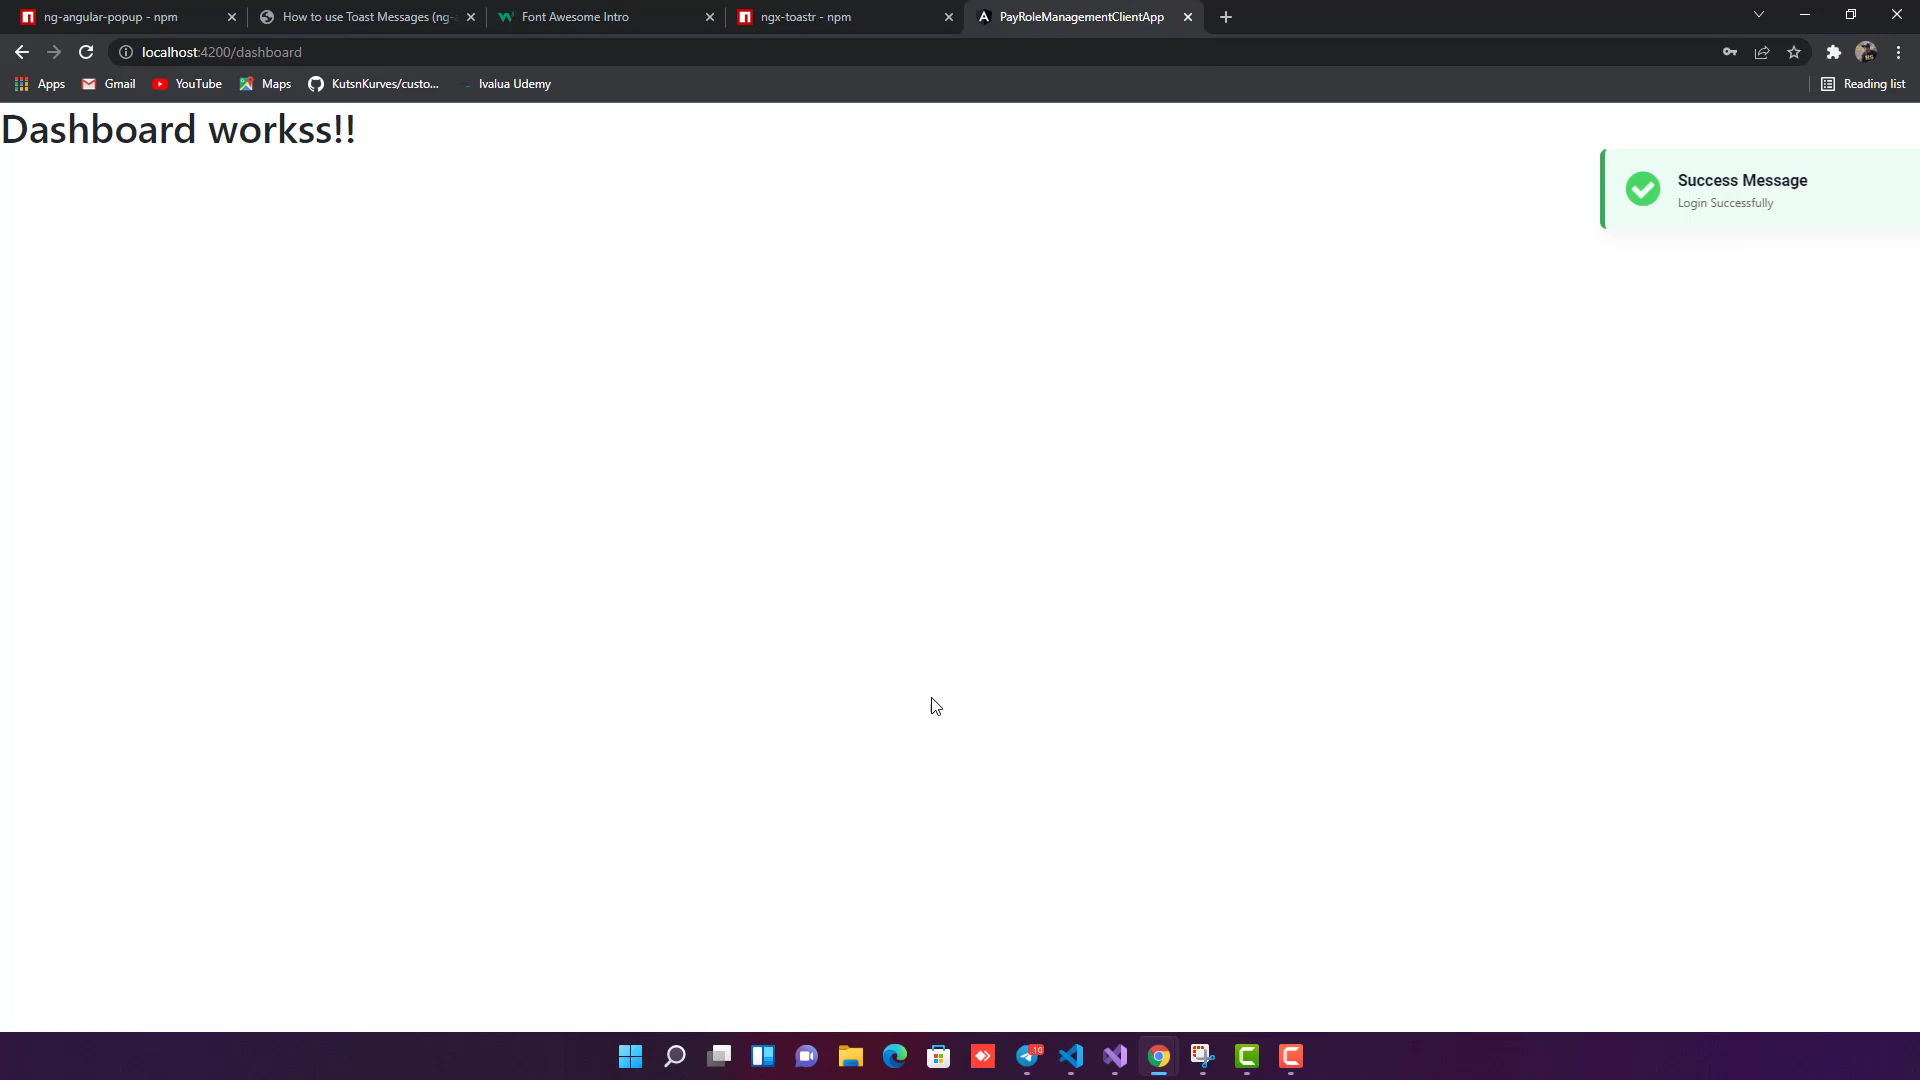 ng-angular-popup - npm
How to use Toast Messages (ng-a
Font Awesome Intro
ngx-toastr - npm
PayRoleManagementClientApp
localhost:4200/dashboard
Apps
Gmail
YouTube
Maps
KutsnKurves/custo...
Ivalua Udemy
Reading list
Dashboard workss!!
Success Message
Login Successfully
10